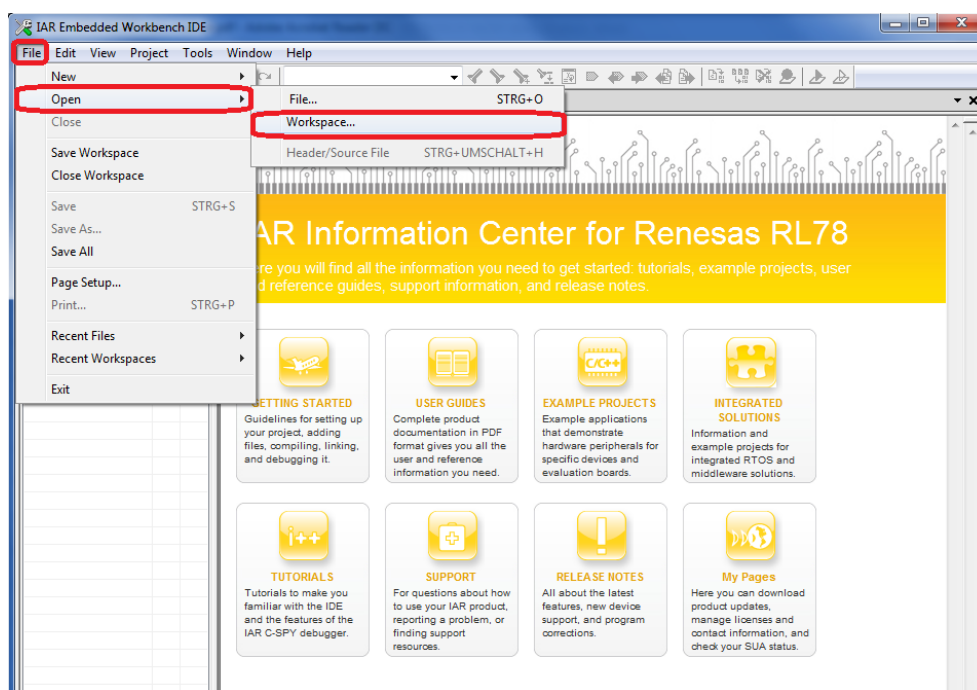 IAR Embedded Workbench IDE
File Edit View Project Tools Window Help
New
Open
Close
Save Workspace
Close Workspace
Save STRG+S
Save As...
Save All
Page Setup...
Print... STRG+P
Recent Files
Recent Workspaces
Exit
File... STRG+O
Workspace...
Header/Source File STRG+UMSCHALT+H
AR Information Center for Renesas RL78
re you will find all the information you need to get started: tutorials, example projects, user
d reference guides, support information, and release notes.
GETTING STARTED
Guidelines for setting up
your project, adding
files, compiling, linking,
and debugging it.
USER GUIDES
Complete product
documentation in PDF
format gives you all the
user and reference
information you need.
C/C++
EXAMPLE PROJECTS
Example applications
that demonstrate
hardware peripherals for
specific devices and
evaluation boards.
INTEGRATED
SOLUTIONS
Information and
example projects for
integrated RTOS and
middleware solutions.
i++
TUTORIALS
Tutorials to make you
familiar with the IDE
and the features of the
IAR C-SPY debugger.
SUPPORT
For questions about how
to use your IAR product,
reporting a problem, or
finding support
resources.
RELEASE NOTES
All about the latest
features, new device
support, and program
corrections.
My Pages
Here you can download
product updates,
manage licenses and
contact information, and
check your SUA status.